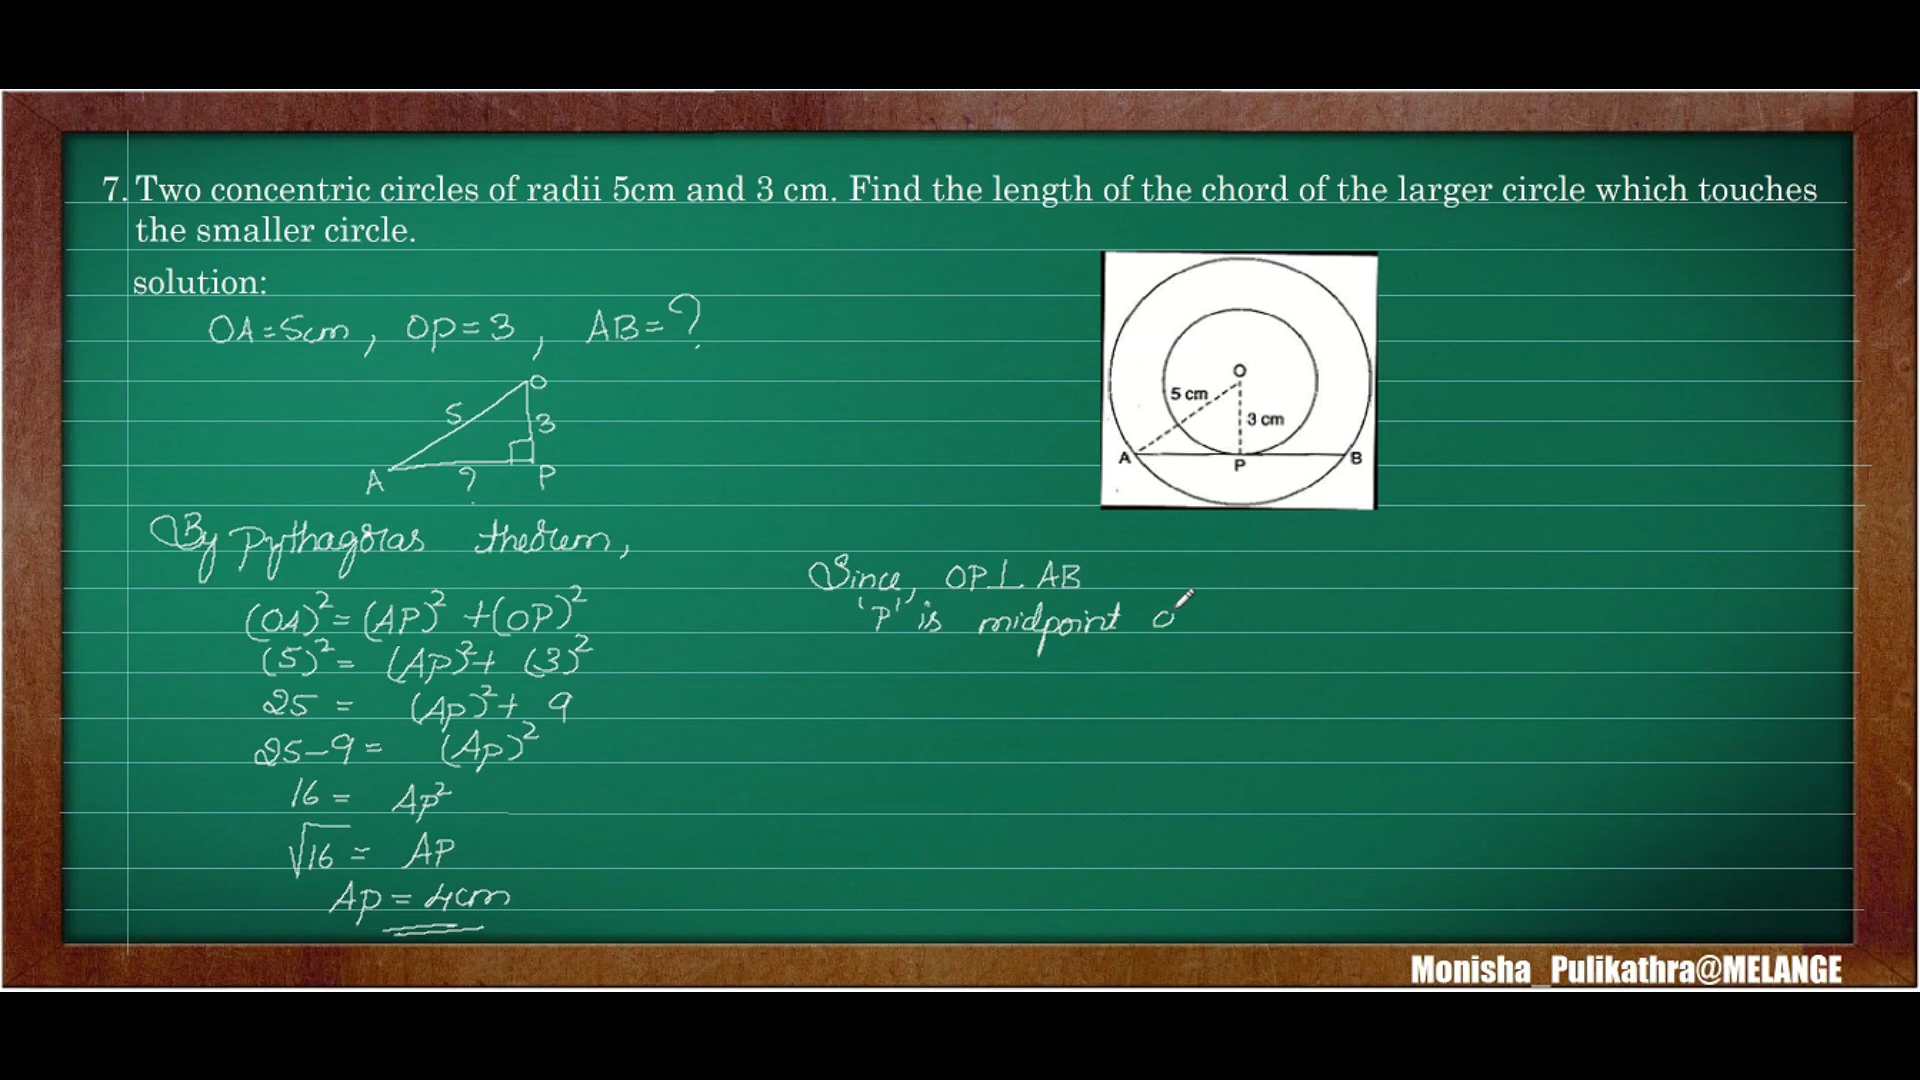 7. Two concentric circles of radii 5cm and 3 cm. Find the length of the chord of the larger circle which touches
the smaller circle.
solution:
OA = 5cm , OP = 3 , AB = ?
O
5
3
A
?
P
O
5 cm
3 cm
A
P
B
By Pythagoras theorem,
(OA)² = (AP)² + (OP)²
(5)² = (AP)² + (3)²
25 = (AP)² + 9
25 - 9 = (AP)²
16 = AP²
√16 = AP
AP = 4cm
Since, OP ⊥ AB
'P' is midpoint o
Monisha_Pulikathra@MELANGE